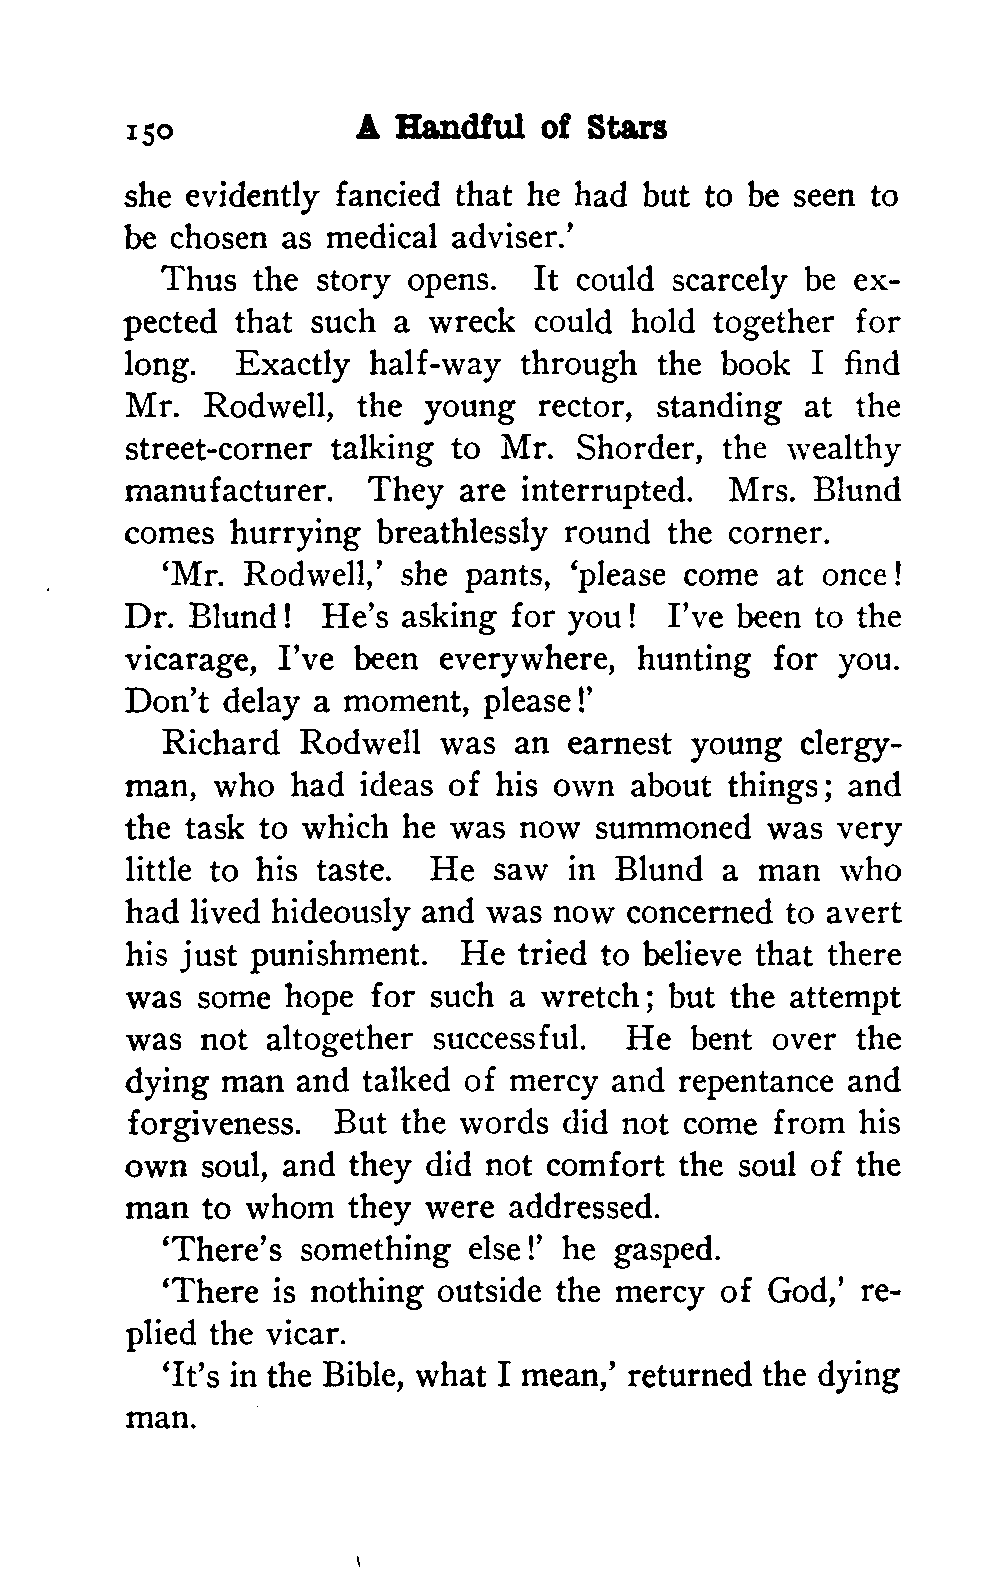 150 A Handful of Stars
she evidently fancied that he had but to be seen to
be chosen as medical adviser.’
Thus the story opens. It could scarcely be ex-
pected that such a wreck could hold together for
long. Exactly half-way through the book I find
Mr. Rodwell, the young rector, standing at the
street-corner talking to Mr. Shorder, the wealthy
manufacturer. They are interrupted. Mrs. Blund
comes hurrying breathlessly round the corner.
‘Mr. Rodwell,’ she pants, ‘please come at once!
Dr. Blund! He’s asking for you! I’ve been to the
vicarage, I’ve been everywhere, hunting for you.
Don’t delay a moment, please!’
Richard Rodwell was an earnest young clergy-
man, who had ideas of his own about things; and
the task to which he was now summoned was very
little to his taste. He saw in Blund a man who
had lived hideously and was now concerned to avert
his just punishment. He tried to believe that there
was some hope for such a wretch; but the attempt
was not altogether successful. He bent over the
dying man and talked of mercy and repentance and
forgiveness. But the words did not come from his
own soul, and they did not comfort the soul of the
man to whom they were addressed.
‘There’s something else!’ he gasped.
‘There is nothing outside the mercy of God,’ re-
plied the vicar.
‘It’s in the Bible, what I mean,’ returned the dying
man.